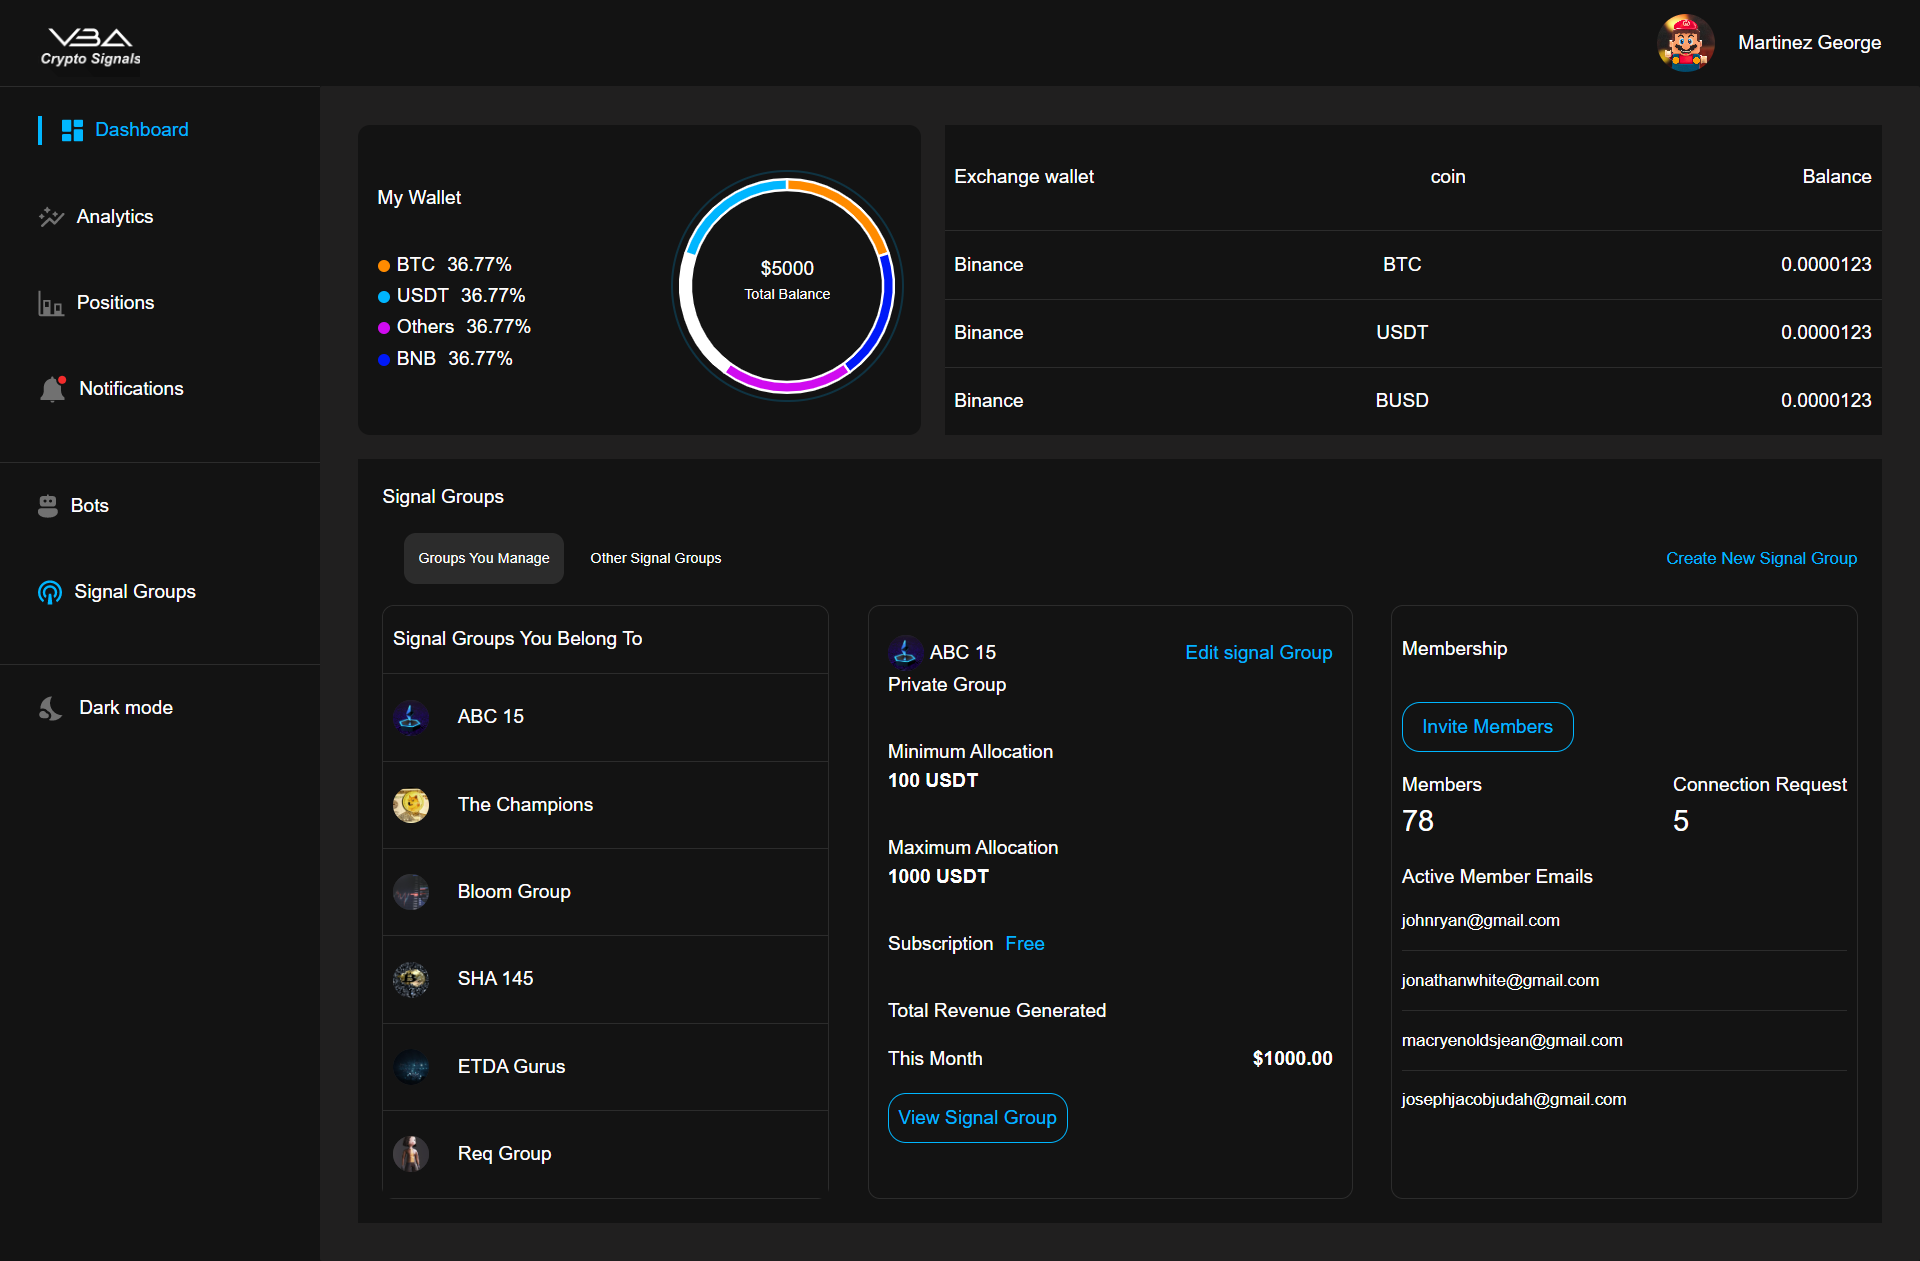 VBA
Crypto Signals
Martinez George
Dashboard
Analytics
Positions
Notifications
Bots
Signal Groups
Dark mode
My Wallet
BTC 36.77%
USDT 36.77%
Others 36.77%
BNB 36.77%
$5000
Total Balance
Exchange wallet coin Balance
Binance BTC 0.0000123
Binance USDT 0.0000123
Binance BUSD 0.0000123
Signal Groups
Groups You Manage Other Signal Groups Create New Signal Group
Signal Groups You Belong To
ABC 15
The Champions
Bloom Group
SHA 145
ETDA Gurus
Req Group
ABC 15 Edit signal Group
Private Group
Minimum Allocation
100 USDT
Maximum Allocation
1000 USDT
Subscription Free
Total Revenue Generated
This Month $1000.00
View Signal Group
Membership
Invite Members
Members Connection Request
78 5
Active Member Emails
johnryan@gmail.com
jonathanwhite@gmail.com
macryenoldsjean@gmail.com
josephjacobjudah@gmail.com